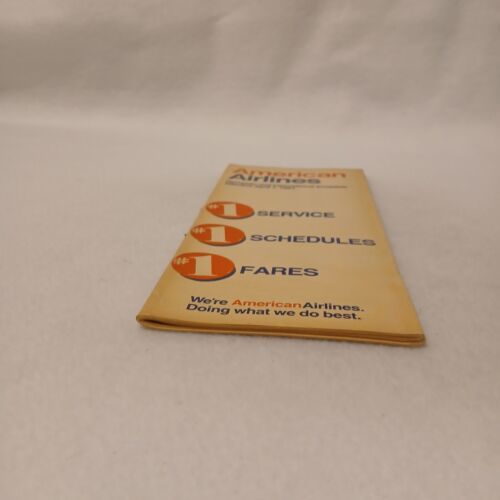 American
Airlines
#1 SERVICE
#1 SCHEDULES
#1 FARES
We're AmericanAirlines.
Doing what we do best.